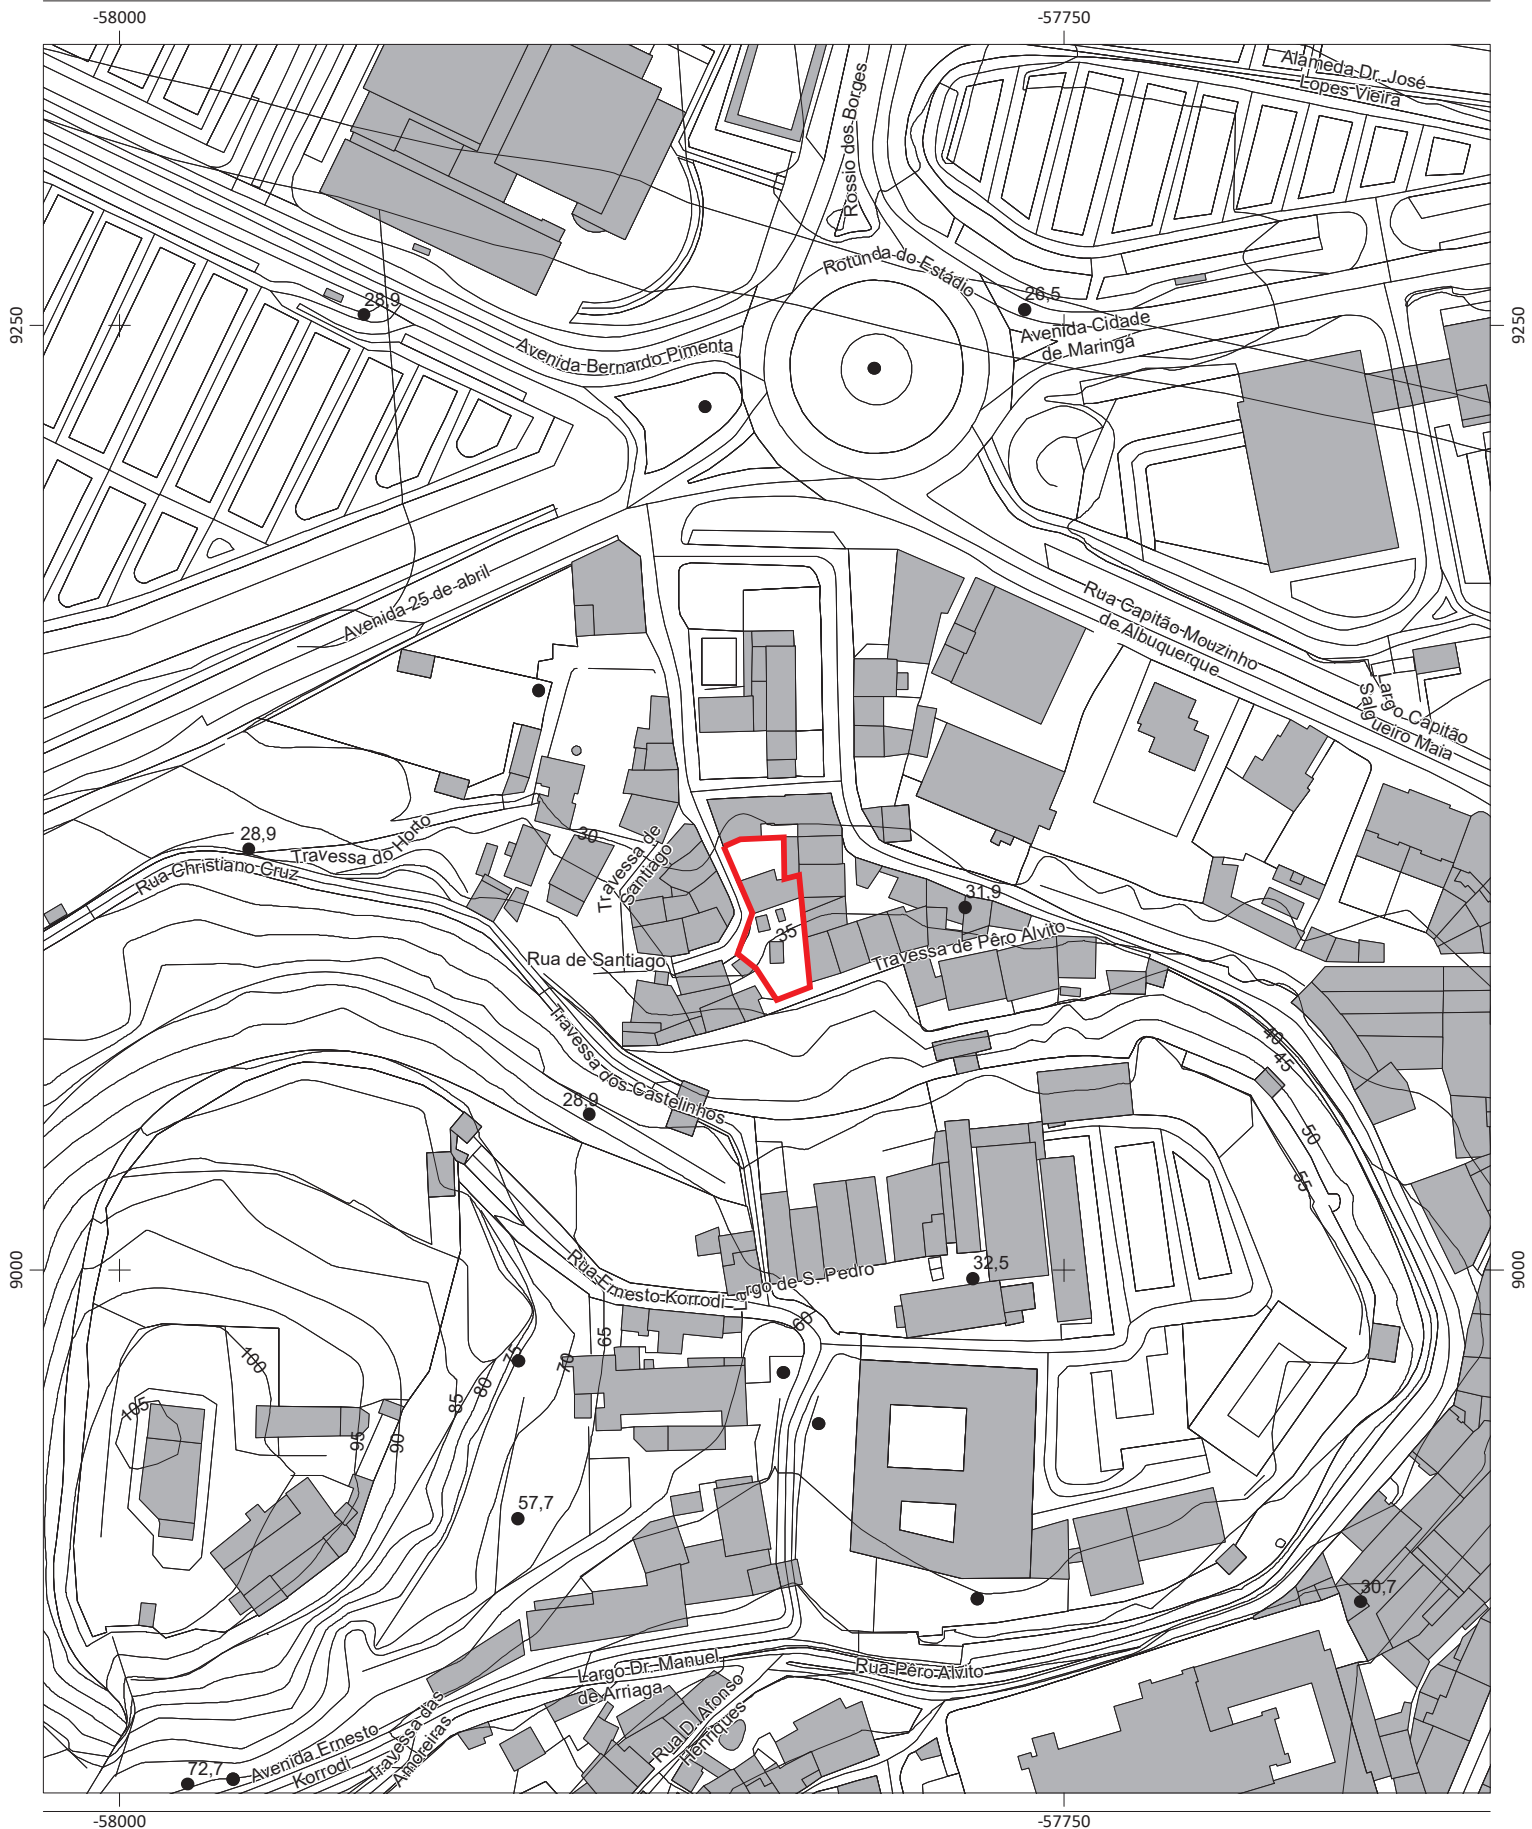 -58000
-57750
Alameda Dr. José
Lopes Vieira
Rossio dos Borges
Rotunda do Estádio
28,9
26,5
9250
9250
Avenida Cidade
de Maringá
Avenida Bernardo Pimenta
Avenida 25 de abril
Rua Capitão Mouzinho
de Albuquerque
Largo Capitão
Salgueiro Maia
28,9
Travessa do Horto
30
Travessa de
Santiago
Rua Christiano Cruz
31,9
35
Travessa de Pêro Alvito
Rua de Santiago
Travessa dos Castelinhos
40
45
28,9
50
55
9000
9000
Rua Ernesto Korrodi
Largo de S. Pedro
32,5
60
65
70
75
80
85
100
105
95
90
57,7
30,7
Largo Dr. Manuel
de Arriaga
Rua Pêro Alvito
Rua D. Afonso
Henriques
Travessa das
Amoreiras
Avenida Ernesto
Korrodi
72,7
-58000
-57750